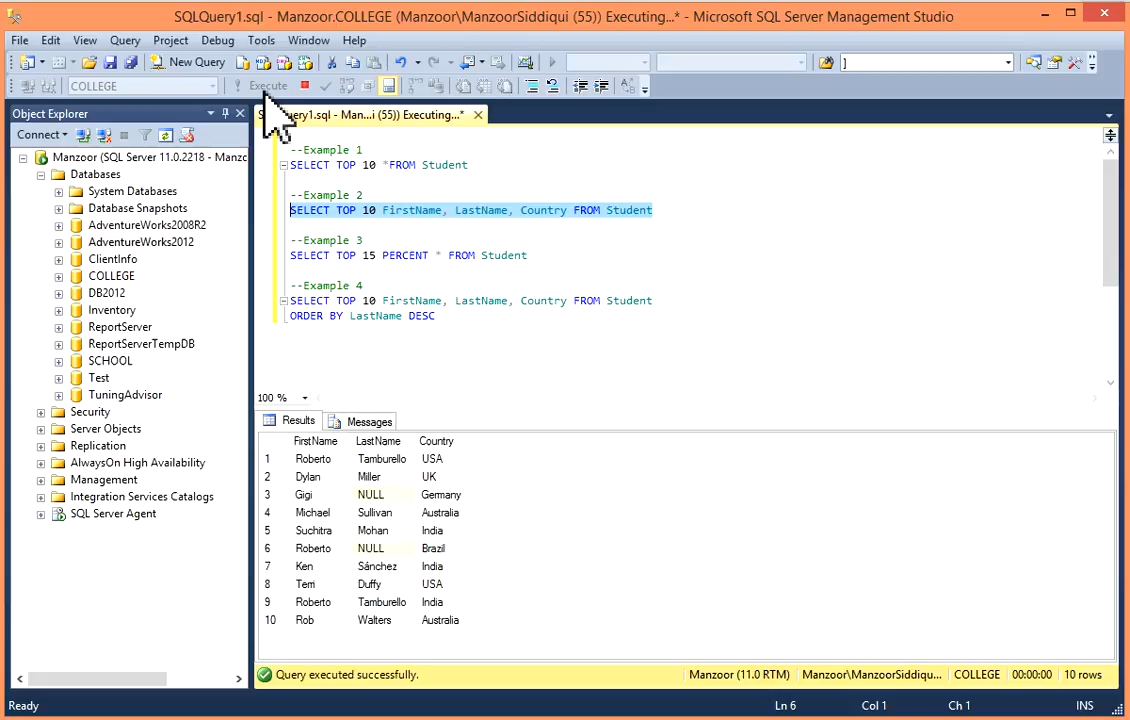 SQLQuery1.sql - Manzoor.COLLEGE (Manzoor\ManzoorSiddiqui (55)) Executing...* - Microsoft SQL Server Management Studio
File Edit View Query Project Debug Tools Window Help
New Query ]
COLLEGE Execute
Object Explorer
ery1.sql - Man...i (55)) Executing...*
Connect
Manzoor (SQL Server 11.0.2218 - Manzc
Databases
System Databases
Database Snapshots
AdventureWorks2008R2
AdventureWorks2012
ClientInfo
COLLEGE
DB2012
Inventory
ReportServer
ReportServerTempDB
SCHOOL
Test
TuningAdvisor
Security
Server Objects
Replication
AlwaysOn High Availability
Management
Integration Services Catalogs
SQL Server Agent
--Example 1
SELECT TOP 10 *FROM Student
--Example 2
SELECT TOP 10 FirstName, LastName, Country FROM Student
--Example 3
SELECT TOP 15 PERCENT * FROM Student
--Example 4
SELECT TOP 10 FirstName, LastName, Country FROM Student
ORDER BY LastName DESC
100 %
Results Messages
FirstName LastName Country
1 Roberto Tamburello USA
2 Dylan Miller UK
3 Gigi NULL Germany
4 Michael Sullivan Australia
5 Suchitra Mohan India
6 Roberto NULL Brazil
7 Ken Sánchez India
8 Terri Duffy USA
9 Roberto Tamburello India
10 Rob Walters Australia
Query executed successfully. Manzoor (11.0 RTM) Manzoor\ManzoorSiddiqu... COLLEGE 00:00:00 10 rows
Ready Ln 6 Col 1 Ch 1 INS